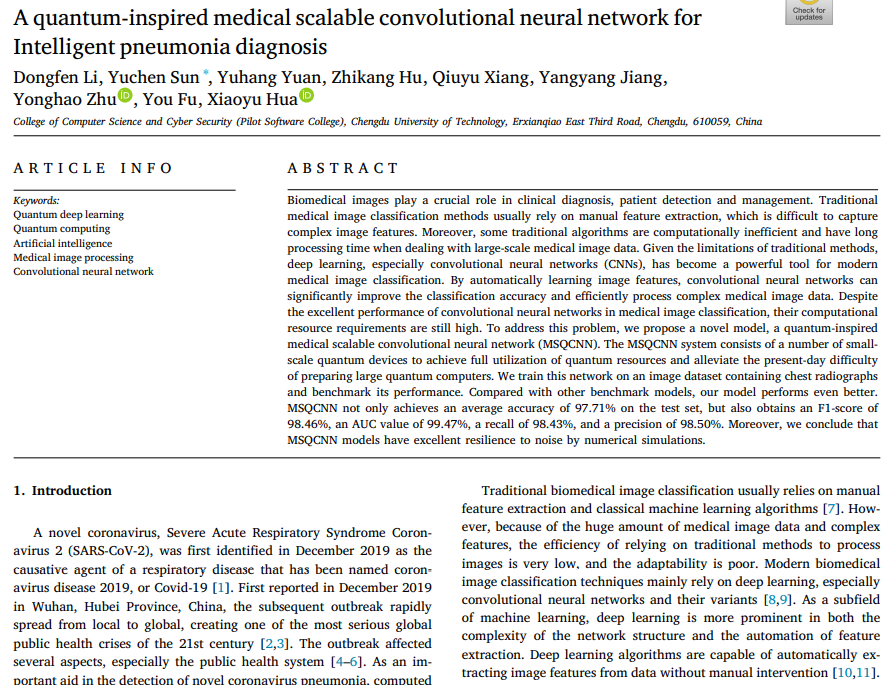 A quantum-inspired medical scalable convolutional neural network for
Intelligent pneumonia diagnosis
Check for
updates
Dongfen Li, Yuchen Sun *, Yuhang Yuan, Zhikang Hu, Qiuyu Xiang, Yangyang Jiang,
Yonghao Zhu iD, You Fu, Xiaoyu Hua iD
College of Computer Science and Cyber Security (Pilot Software College), Chengdu University of Technology, Erxianqiao East Third Road, Chengdu, 610059, China
ARTICLE INFO
Keywords:
Quantum deep learning
Quantum computing
Artificial intelligence
Medical image processing
Convolutional neural network
ABSTRACT
Biomedical images play a crucial role in clinical diagnosis, patient detection and management. Traditional
medical image classification methods usually rely on manual feature extraction, which is difficult to capture
complex image features. Moreover, some traditional algorithms are computationally inefficient and have long
processing time when dealing with large-scale medical image data. Given the limitations of traditional methods,
deep learning, especially convolutional neural networks (CNNs), has become a powerful tool for modern
medical image classification. By automatically learning image features, convolutional neural networks can
significantly improve the classification accuracy and efficiently process complex medical image data. Despite
the excellent performance of convolutional neural networks in medical image classification, their computational
resource requirements are still high. To address this problem, we propose a novel model, a quantum-inspired
medical scalable convolutional neural network (MSQCNN). The MSQCNN system consists of a number of small-
scale quantum devices to achieve full utilization of quantum resources and alleviate the present-day difficulty
of preparing large quantum computers. We train this network on an image dataset containing chest radiographs
and benchmark its performance. Compared with other benchmark models, our model performs even better.
MSQCNN not only achieves an average accuracy of 97.71% on the test set, but also obtains an F1-score of
98.46%, an AUC value of 99.47%, a recall of 98.43%, and a precision of 98.50%. Moreover, we conclude that
MSQCNN models have excellent resilience to noise by numerical simulations.
1. Introduction
A novel coronavirus, Severe Acute Respiratory Syndrome Coron-
avirus 2 (SARS-CoV-2), was first identified in December 2019 as the
causative agent of a respiratory disease that has been named coron-
avirus disease 2019, or Covid-19 [1]. First reported in December 2019
in Wuhan, Hubei Province, China, the subsequent outbreak rapidly
spread from local to global, creating one of the most serious global
public health crises of the 21st century [2,3]. The outbreak affected
several aspects, especially the public health system [4–6]. As an im-
portant aid in the detection of novel coronavirus pneumonia, computed
Traditional biomedical image classification usually relies on manual
feature extraction and classical machine learning algorithms [7]. How-
ever, because of the huge amount of medical image data and complex
features, the efficiency of relying on traditional methods to process
images is very low, and the adaptability is poor. Modern biomedical
image classification techniques mainly rely on deep learning, especially
convolutional neural networks and their variants [8,9]. As a subfield
of machine learning, deep learning is more prominent in both the
complexity of the network structure and the automation of feature
extraction. Deep learning algorithms are capable of automatically ex-
tracting image features from data without manual intervention [10,11].